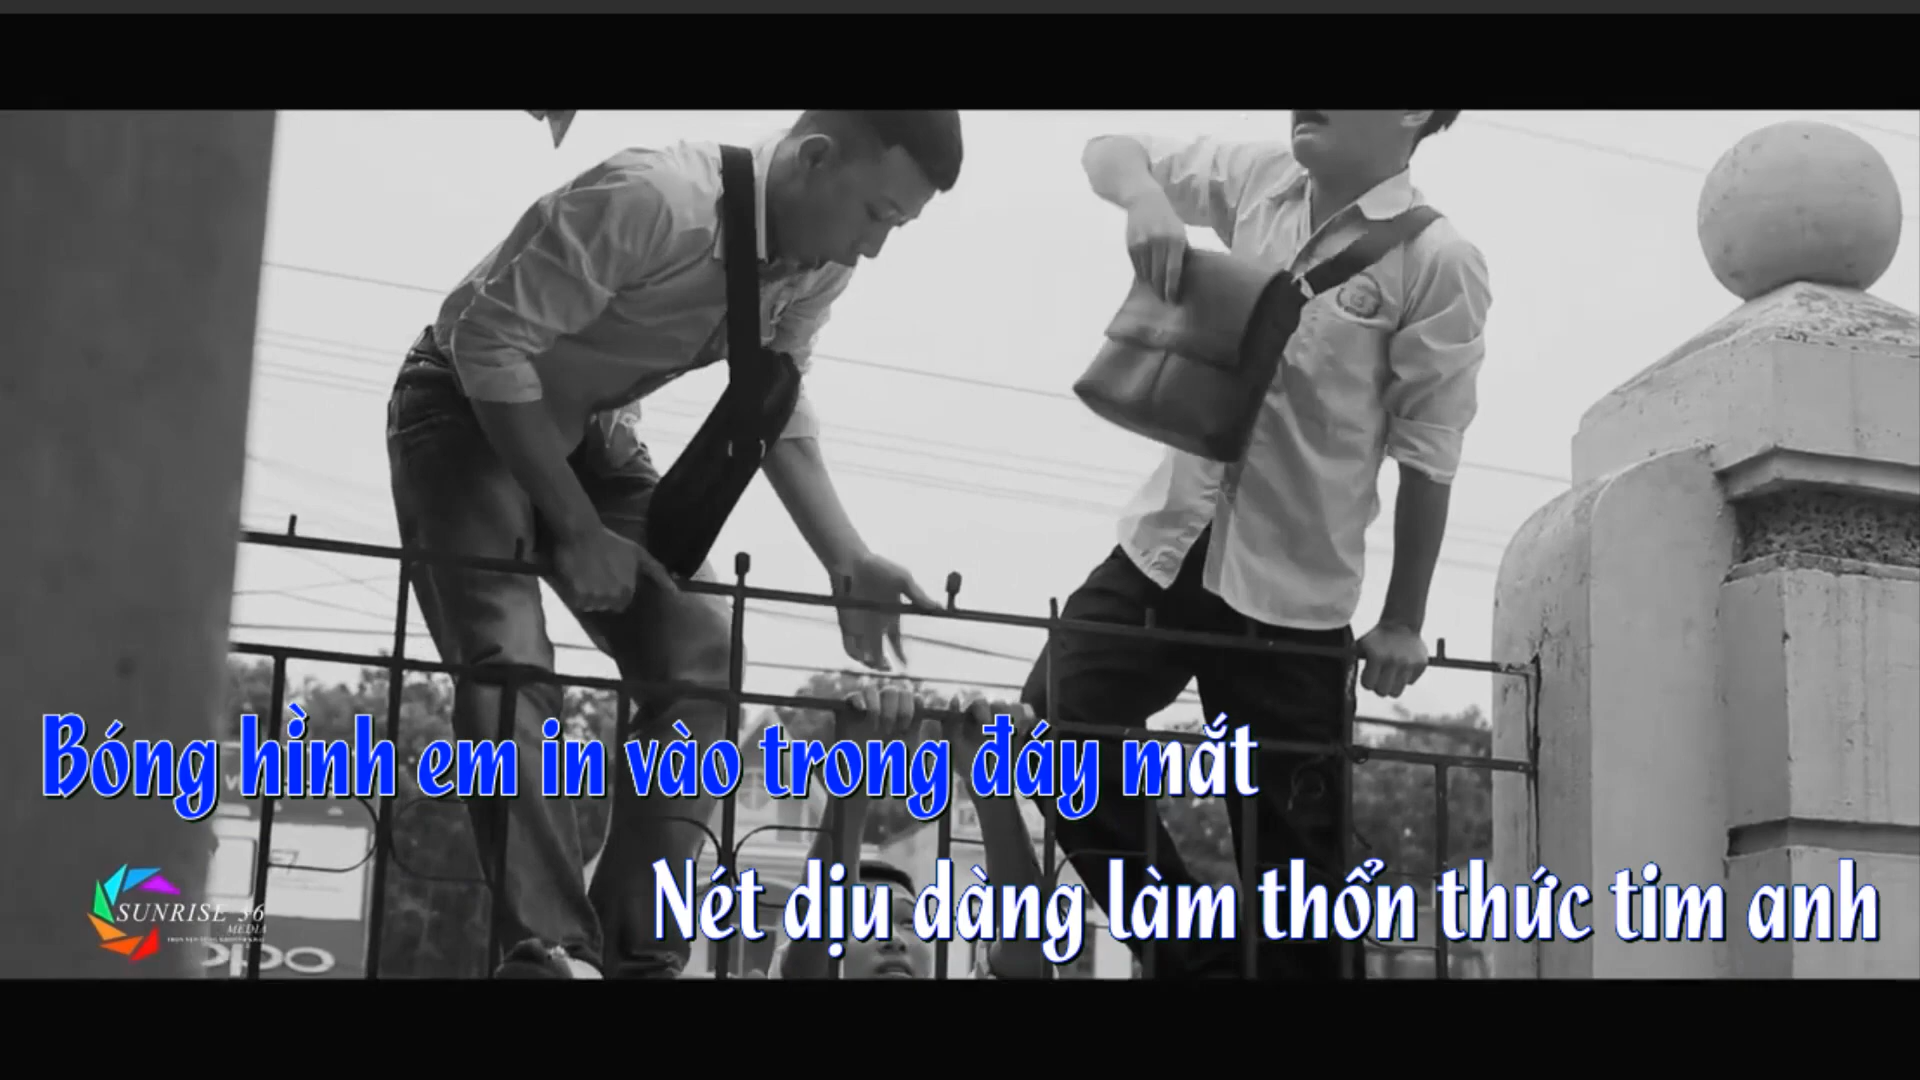 Bóng hình em in vào trong đáy mắt
Nét dịu dàng làm thổn thức tim anh
SUNRISE 36
MEDIA
oppo